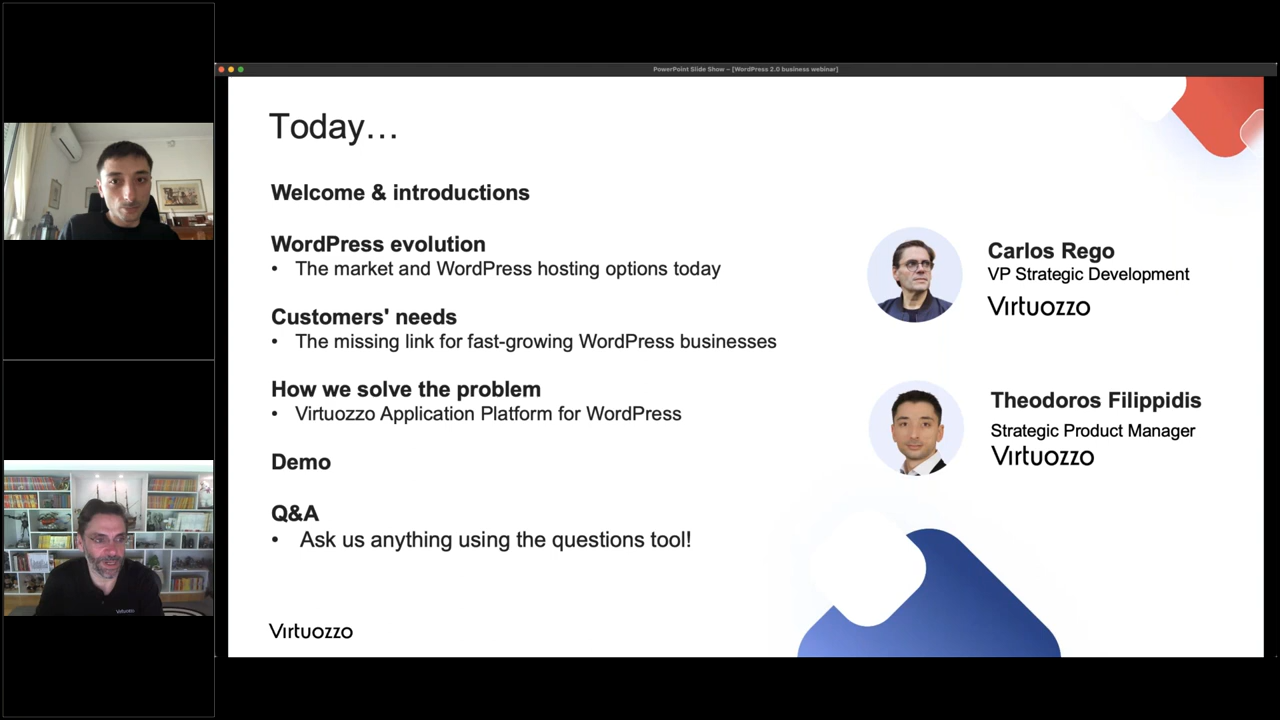 PowerPoint Slide Show – [WordPress 2.0 business webinar]
Today…
Welcome & introductions
WordPress evolution
• The market and WordPress hosting options today
Customers' needs
• The missing link for fast-growing WordPress businesses
How we solve the problem
• Virtuozzo Application Platform for WordPress
Demo
Q&A
• Ask us anything using the questions tool!
Virtuozzo
Carlos Rego
VP Strategic Development
Virtuozzo
Theodoros Filippidis
Strategic Product Manager
Virtuozzo
Virtuozzo